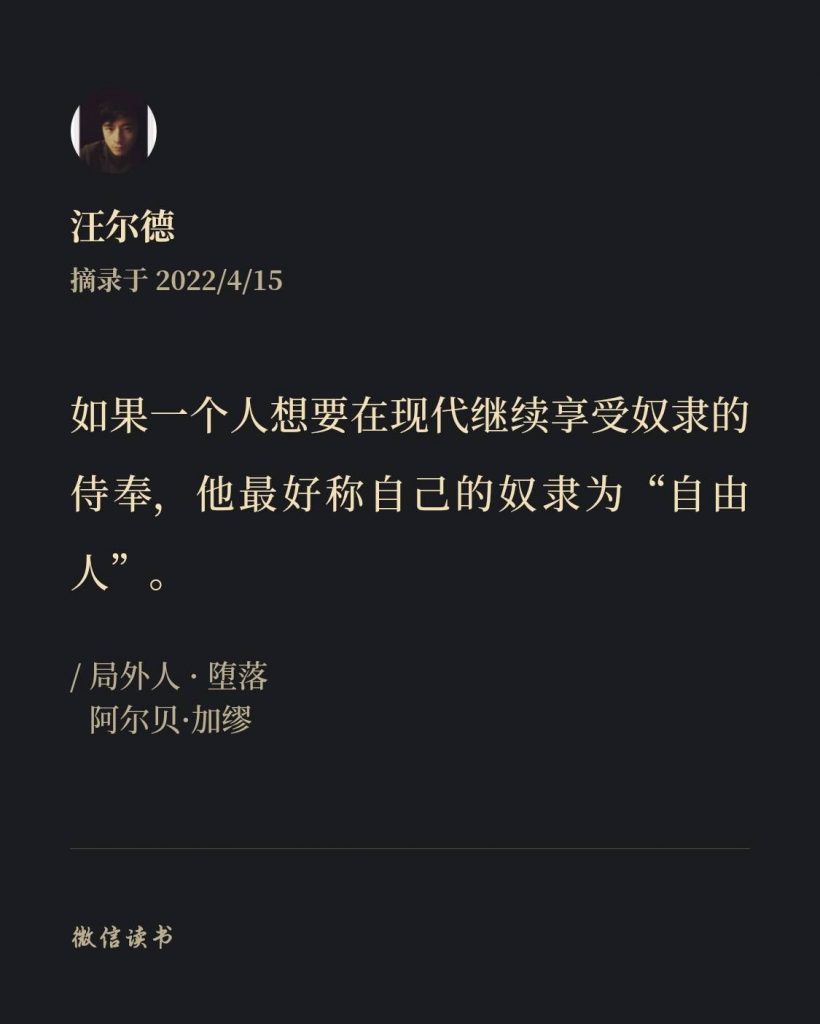 汪尔德
摘录于 2022/4/15
如果一个人想要在现代继续享受奴隶的
侍奉，他最好称自己的奴隶为“自由
人”。
/ 局外人 · 堕落
阿尔贝·加缪
微信读书